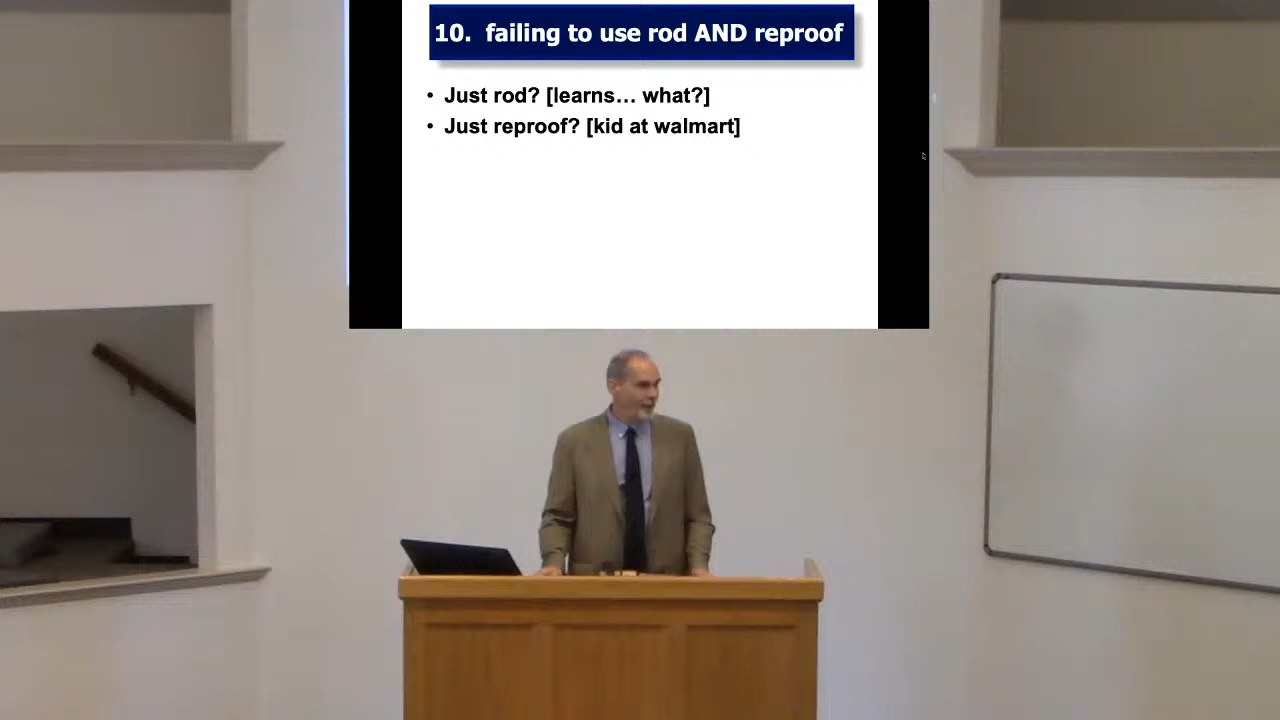 10. failing to use rod AND reproof
• Just rod? [learns... what?]
• Just reproof? [kid at walmart]